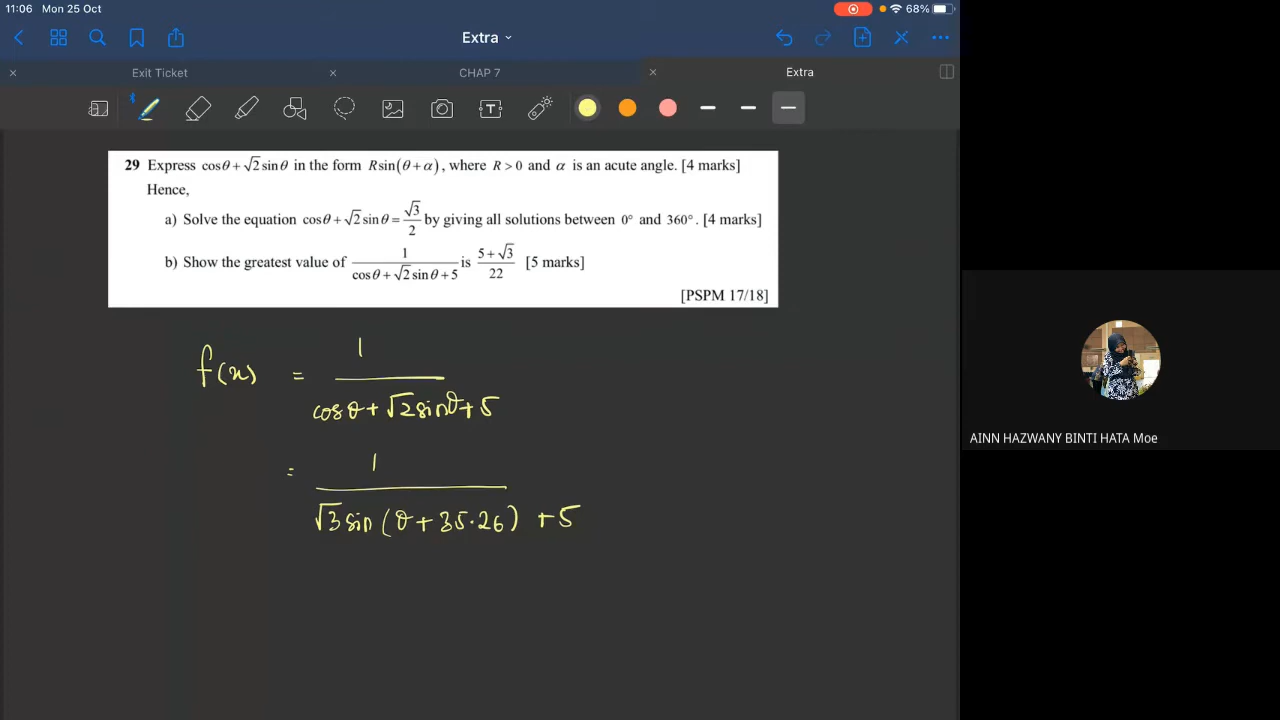 11:06 Mon 25 Oct 68%
Extra
Exit Ticket CHAP 7 Extra
29 Express cosθ + √2 sinθ in the form R sin(θ + α), where R > 0 and α is an acute angle. [4 marks]
Hence,
a) Solve the equation cosθ + √2 sinθ = √3/2 by giving all solutions between 0° and 360°. [4 marks]
b) Show the greatest value of 1/(cosθ + √2 sinθ + 5) is (5 + √3)/22 [5 marks]
[PSPM 17/18]
f(x) = 1/(cosθ + √2 sinθ + 5)
= 1/(√3 sin(θ + 35.26) + 5)
AINN HAZWANY BINTI HATA Moe